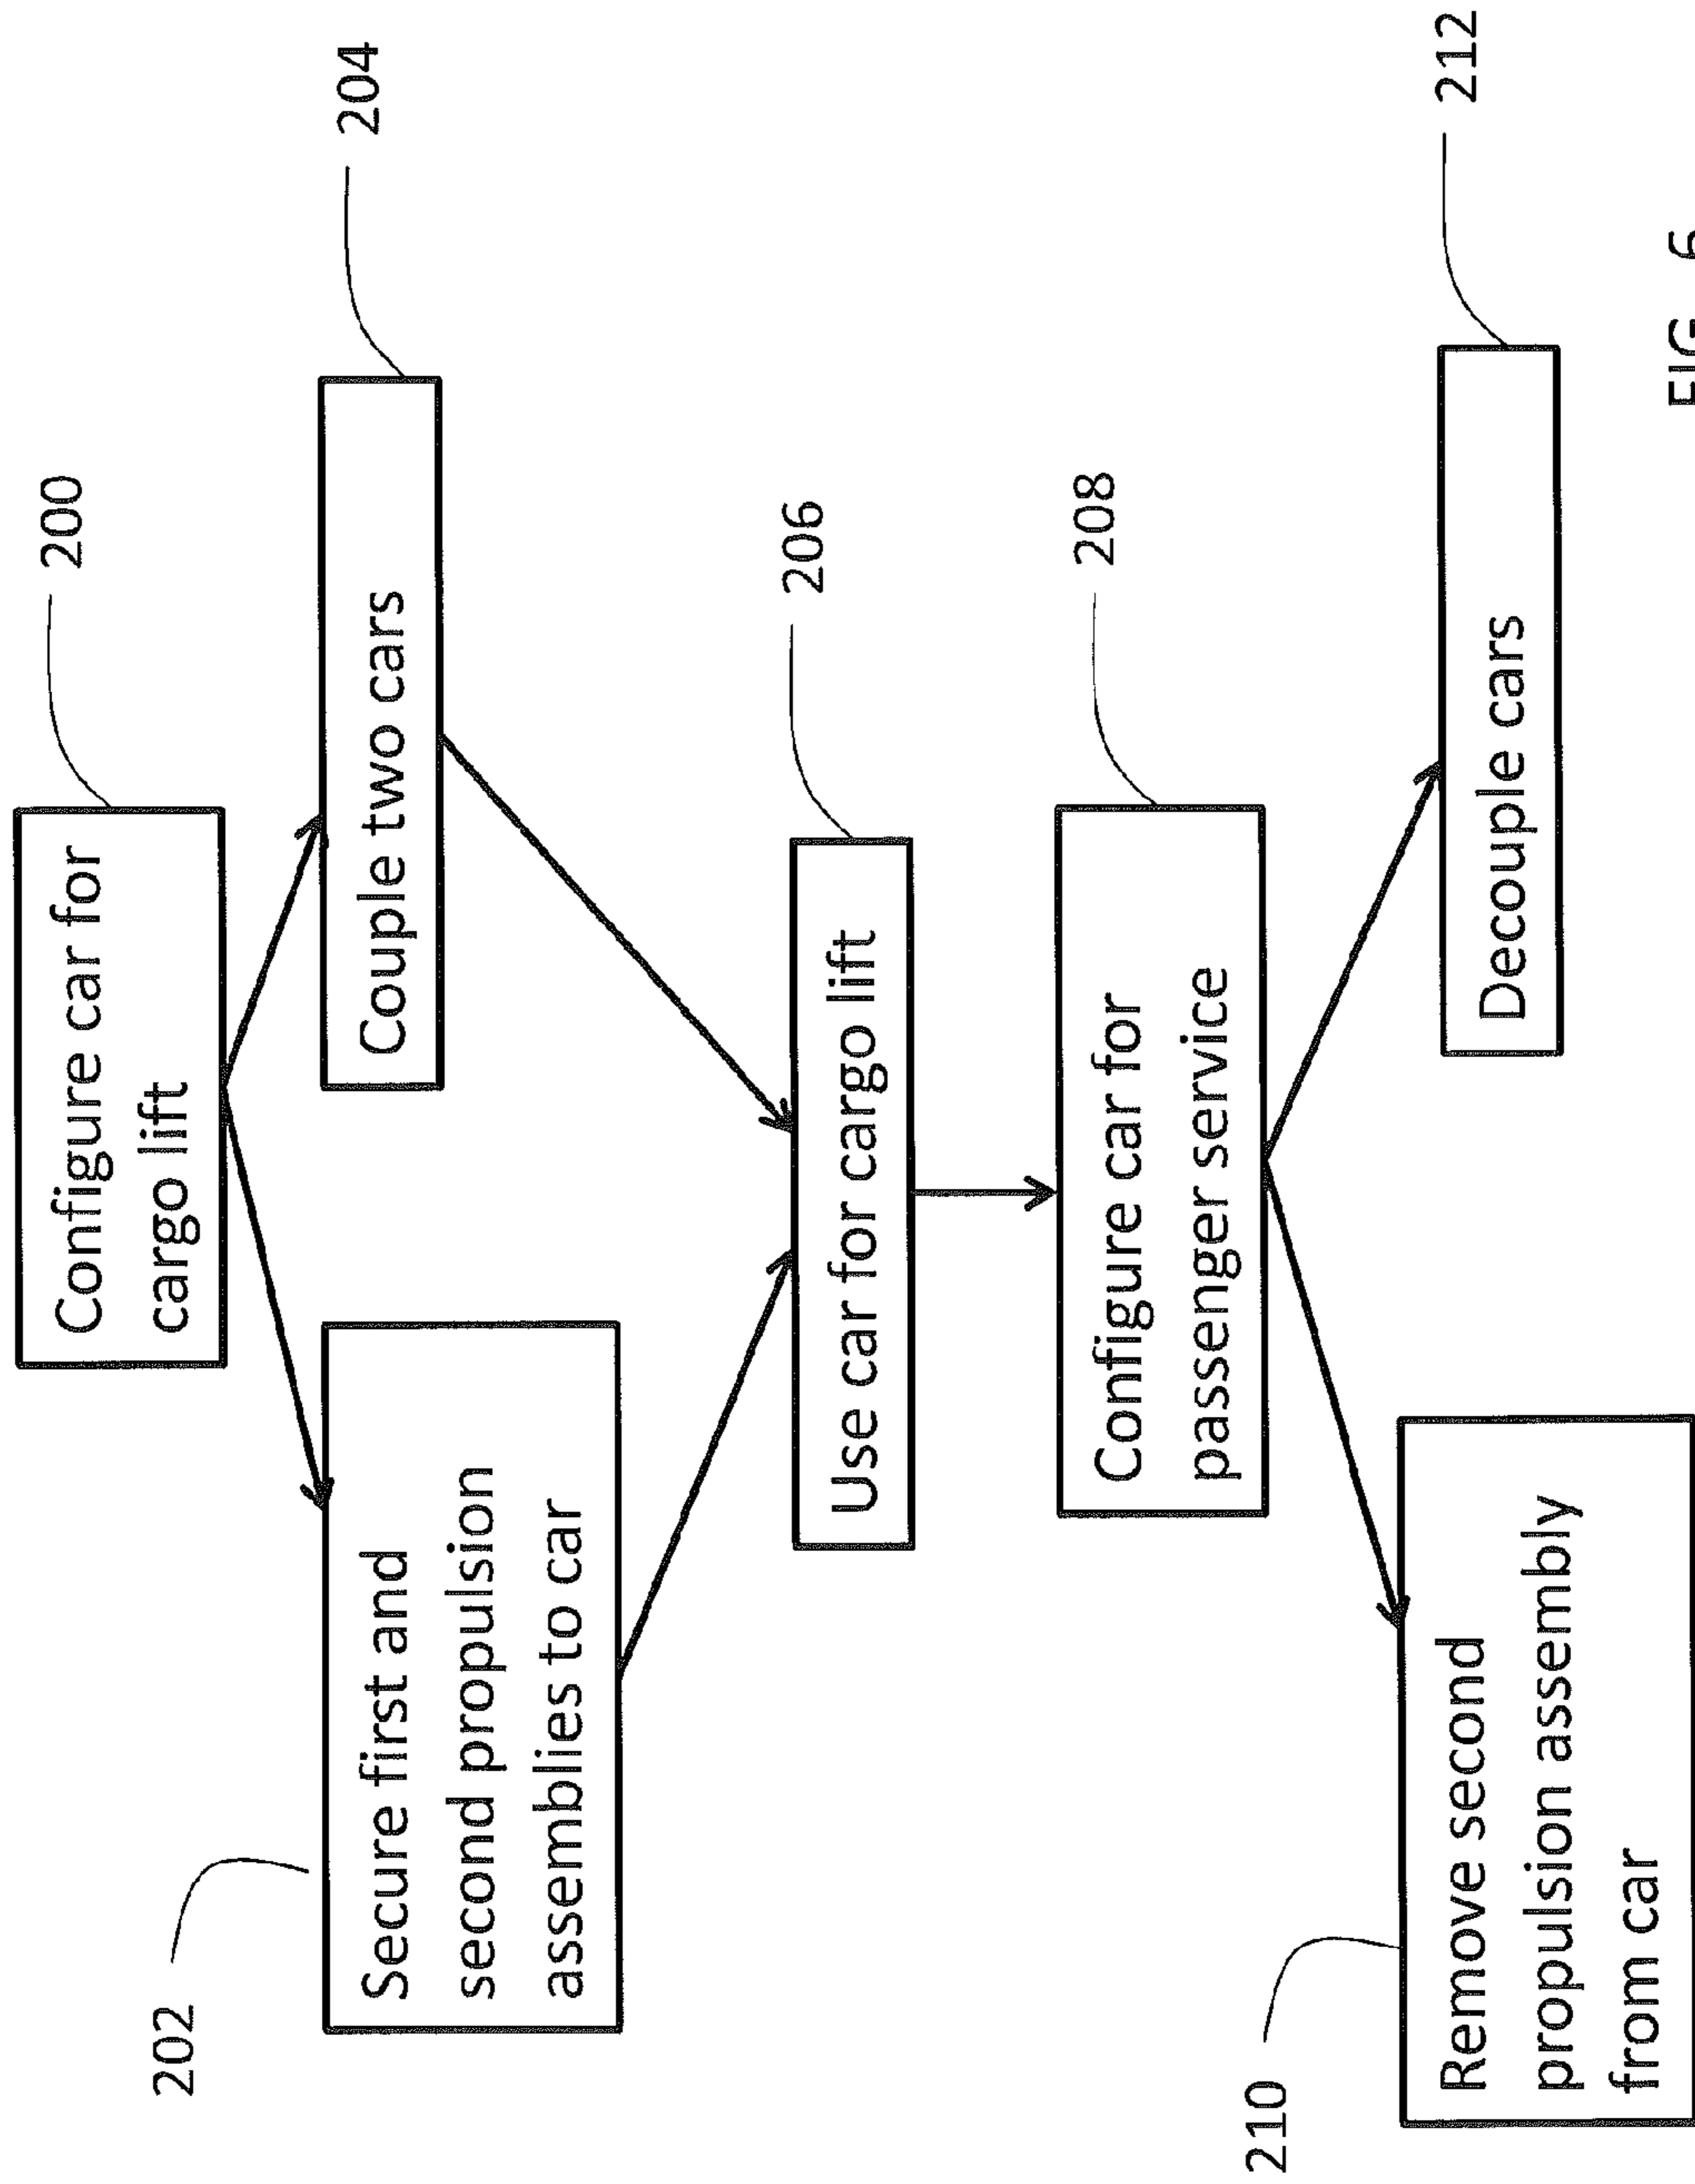 200
Configure car for
cargo lift
202
Secure first and
second propulsion
assemblies to car
204
Couple two cars
206
Use car for cargo lift
208
Configure car for
passenger service
210
Remove second
propulsion assembly
from car
212
Decouple cars
FIG. 6